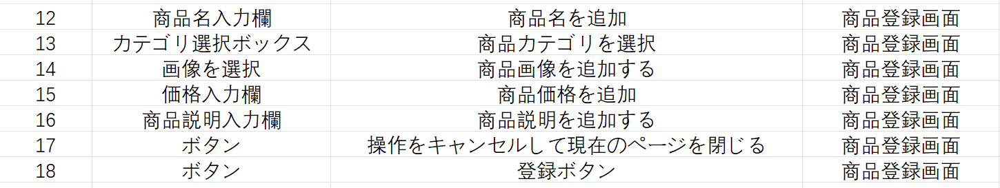 12 商品名入力欄 商品名を追加 商品登録画面
13 カテゴリ選択ボックス 商品カテゴリを選択 商品登録画面
14 画像を選択 商品画像を追加する 商品登録画面
15 価格入力欄 商品価格を追加 商品登録画面
16 商品説明入力欄 商品説明を追加する 商品登録画面
17 ボタン 操作をキャンセルして現在のページを閉じる 商品登録画面
18 ボタン 登録ボタン 商品登録画面